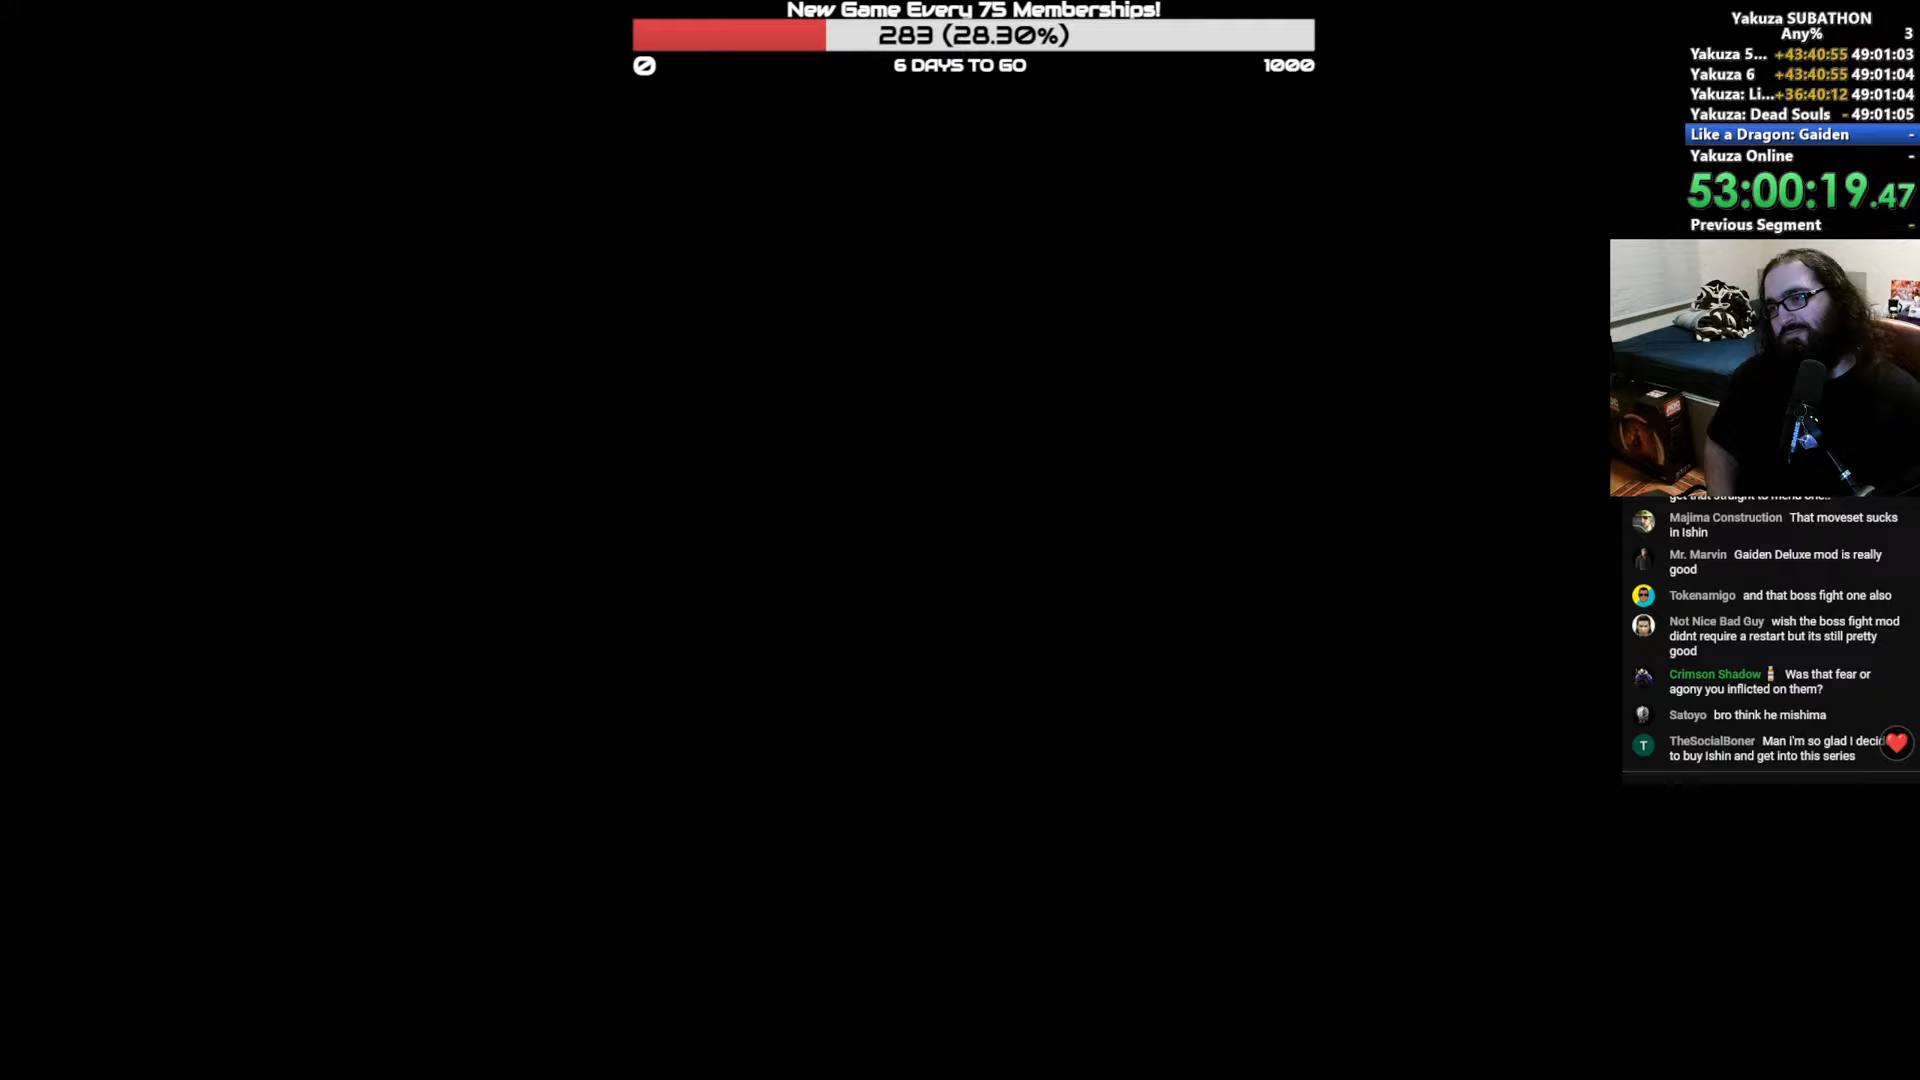 New Game Every 75 Memberships!
283 (28.30%)
0
6 DAYS TO GO
1000
Yakuza SUBATHON
Any%
3
Yakuza 5... +43:40:55 49:01:03
Yakuza 6 +43:40:55 49:01:04
Yakuza: Li...+36:40:12 49:01:04
Yakuza: Dead Souls - 49:01:05
Like a Dragon: Gaiden -
Yakuza Online -
53:00:19.47
Previous Segment -
Majima Construction That moveset sucks
in Ishin
Mr. Marvin Gaiden Deluxe mod is really
good
Tokenamigo and that boss fight one also
Not Nice Bad Guy wish the boss fight mod
didnt require a restart but its still pretty
good
Crimson Shadow Was that fear or
agony you inflicted on them?
Satoyo bro think he mishima
T
TheSocialBoner Man i'm so glad I decid
to buy Ishin and get into this series